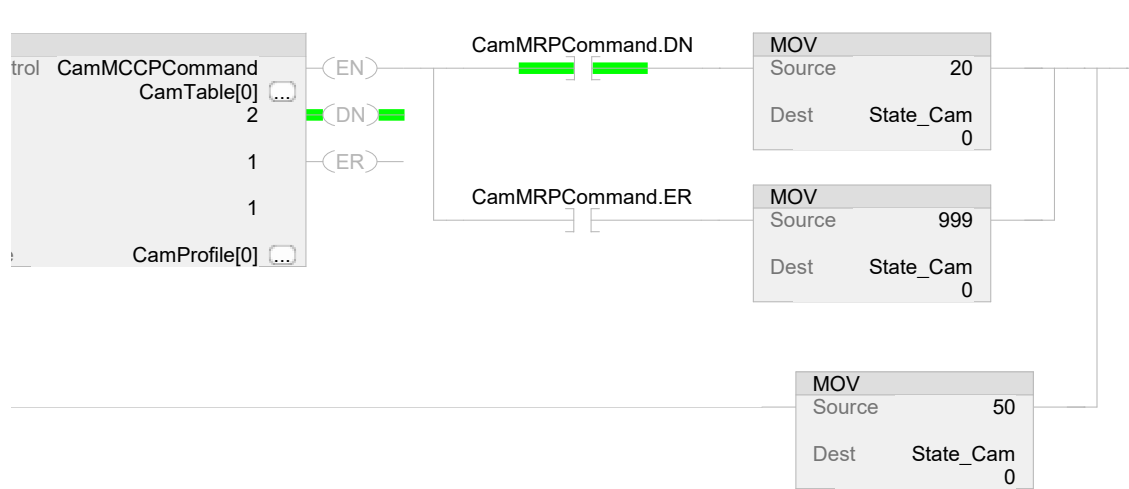 CamMRPCommand.DN
MOV
trol CamMCCPCommand
EN
Source 20
CamTable[0] ...
2
DN
Dest State_Cam
0
1
ER
CamMRPCommand.ER
MOV
1
Source 999
CamProfile[0] ...
Dest State_Cam
0
MOV
Source 50
Dest State_Cam
0